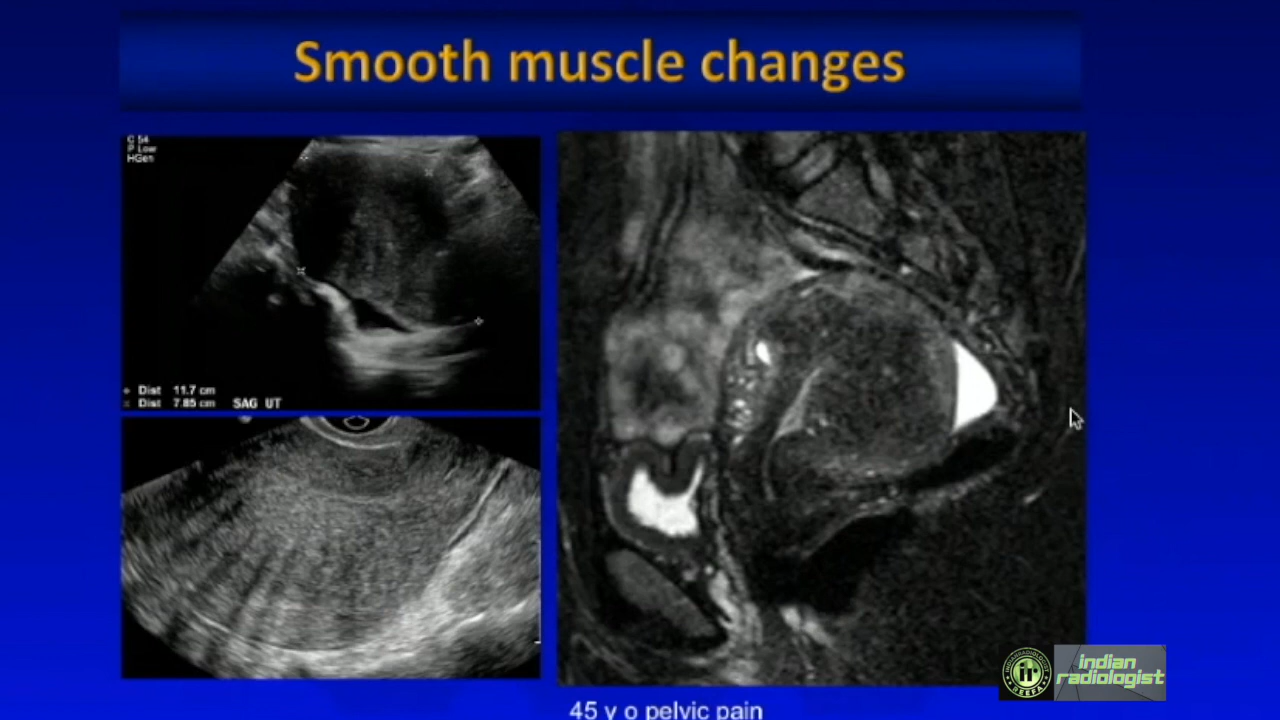 Smooth muscle changes
C 54
P Low
HGen
Dist 11.7 cm
Dist 7.85 cm SAG UT
45 y o pelvic pain
indian
radiologist